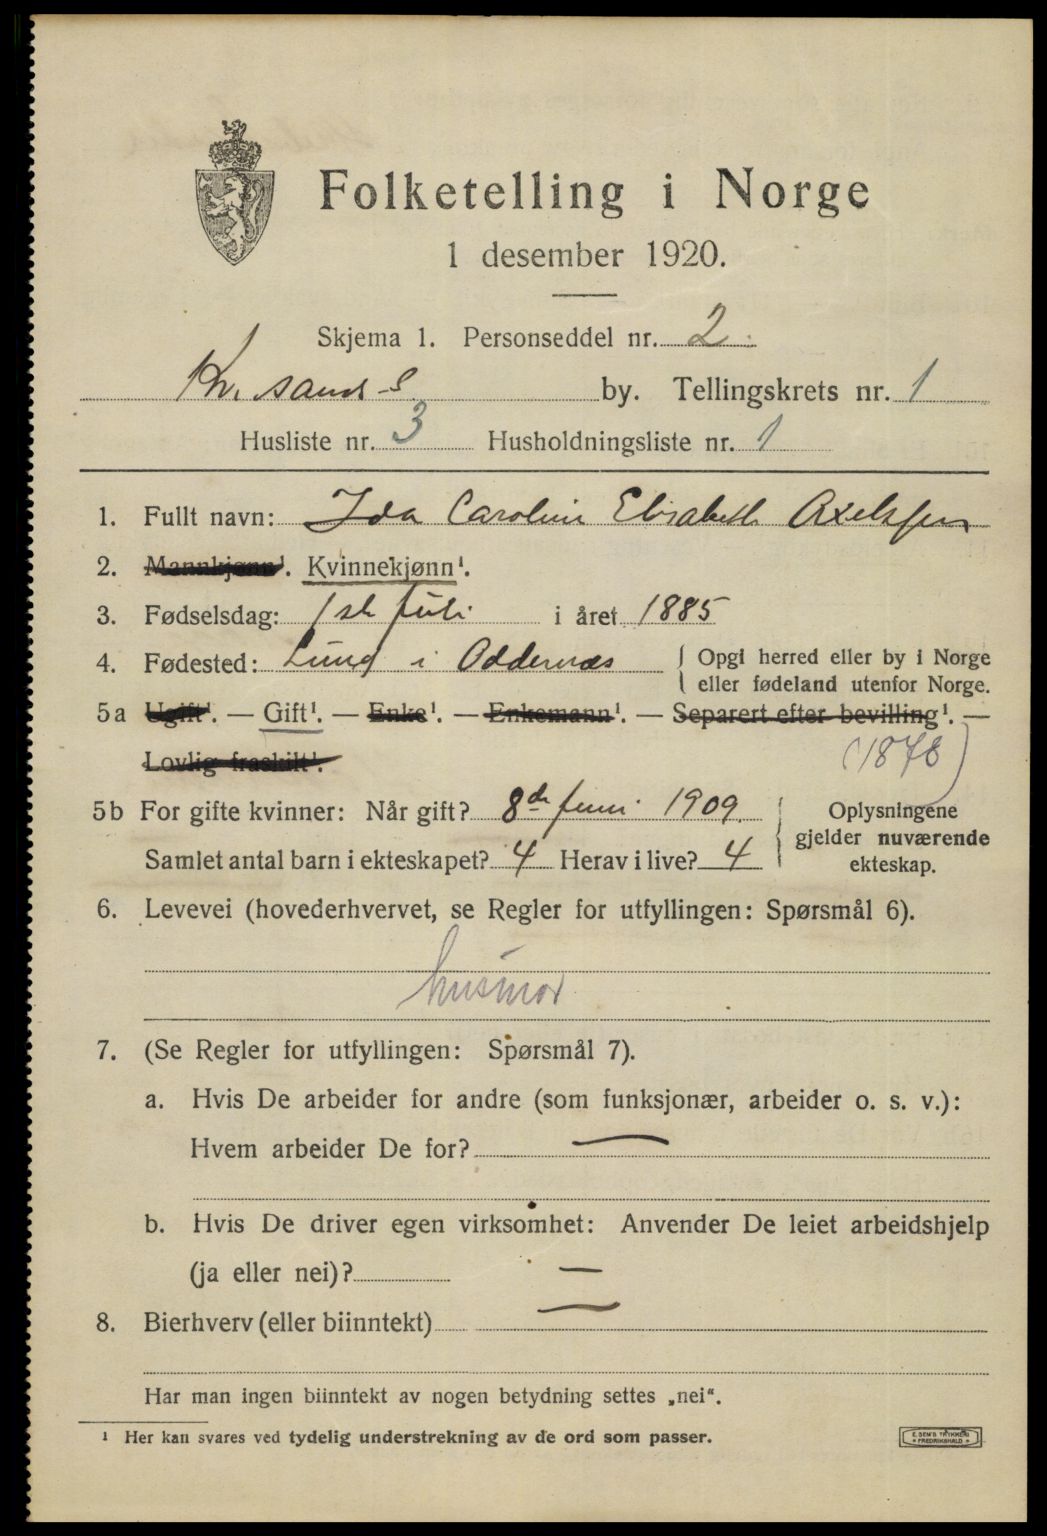 Folketelling i Norge
1 desember 1920.
Skjema 1. Personseddel nr. 2.
Kr. sand S by. Tellingskrets nr. 1
Husliste nr. 3 Husholdningsliste nr. 1
1. Fullt navn: Ida Caroline Elisabeth Axelsen
2. Mannkjønn¹. Kvinnekjønn¹.
3. Fødselsdag: 1ste juli i året 1885
4. Fødested: Lund i Oddernæs { Opgi herred eller by i Norge
eller fødeland utenfor Norge.
5a Ugift¹. — Gift¹. — Enke¹. — Enkemann¹. — Separert efter bevilling¹. —
Lovlig fraskilt¹. (1878)
5b For gifte kvinner: Når gift? 8de juni 1909. Oplysningene
gjelder nuværende
Samlet antal barn i ekteskapet? 4 Herav i live? 4 ekteskap.
6. Levevei (hovederhvervet, se Regler for utfyllingen: Spørsmål 6).
husmor
7. (Se Regler for utfyllingen: Spørsmål 7).
a. Hvis De arbeider for andre (som funksjonær, arbeider o. s. v.):
Hvem arbeider De for? —
b. Hvis De driver egen virksomhet: Anvender De leiet arbeidshjelp
(ja eller nei)? —
8. Bierhverv (eller biinntekt) —
Har man ingen biinntekt av nogen betydning settes „nei“.
¹ Her kan svares ved tydelig understrekning av de ord som passer.
E. SEM'S TRYKKERI
FREDRIKSHALD